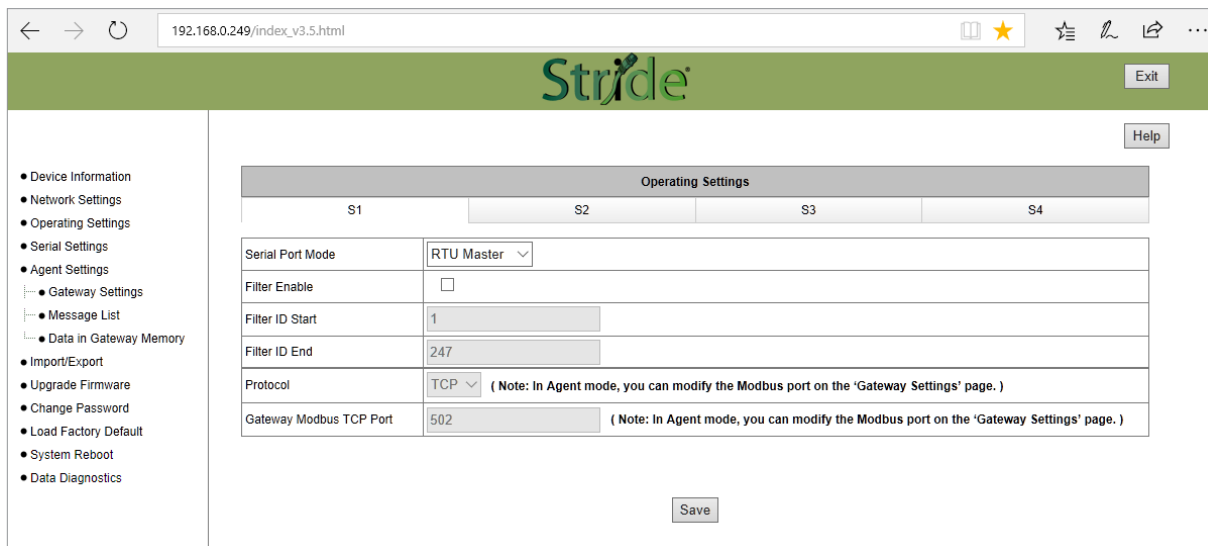 192.168.0.249/index_v3.5.html
Stride
Exit
Help
Device Information
Network Settings
Operating Settings
Serial Settings
Agent Settings
Gateway Settings
Message List
Data in Gateway Memory
Import/Export
Upgrade Firmware
Change Password
Load Factory Default
System Reboot
Data Diagnostics
Operating Settings
S1 S2 S3 S4
Serial Port Mode RTU Master
Filter Enable
Filter ID Start 1
Filter ID End 247
Protocol TCP ( Note: In Agent mode, you can modify the Modbus port on the ‘Gateway Settings’ page. )
Gateway Modbus TCP Port 502 ( Note: In Agent mode, you can modify the Modbus port on the ‘Gateway Settings’ page. )
Save